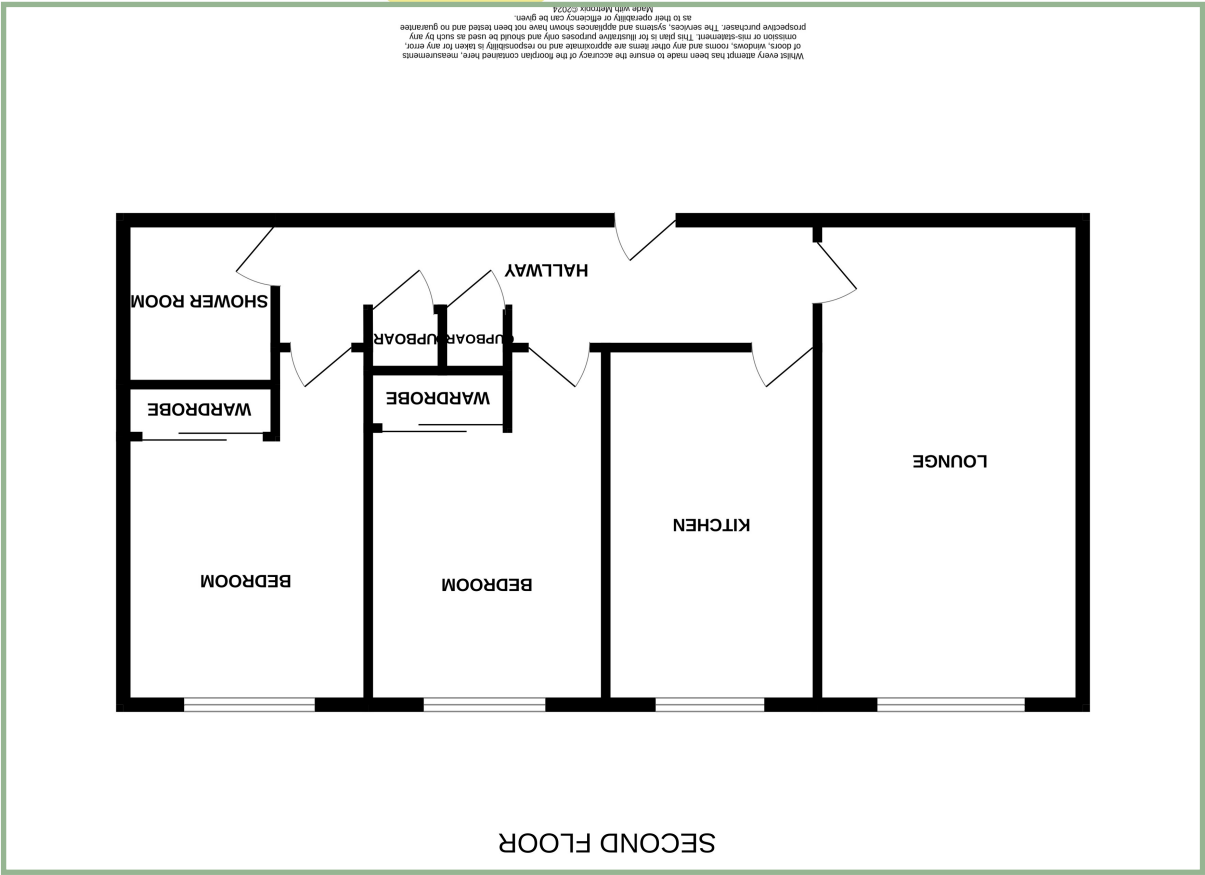 SECOND FLOOR
BEDROOM
BEDROOM
KITCHEN
LOUNGE
WARDROBE
WARDROBE
CUPBOAR
UPBOAR
SHOWER ROOM
HALLWAY
Whilst every attempt has been made to ensure the accuracy of the floorplan contained here, measurements
of doors, windows, rooms and any other items are approximate and no responsibility is taken for any error,
omission or mis-statement. This plan is for illustrative purposes only and should be used as such by any
prospective purchaser. The services, systems and appliances shown have not been tested and no guarantee
as to their operability or efficiency can be given.
Made with Metropix ©2024